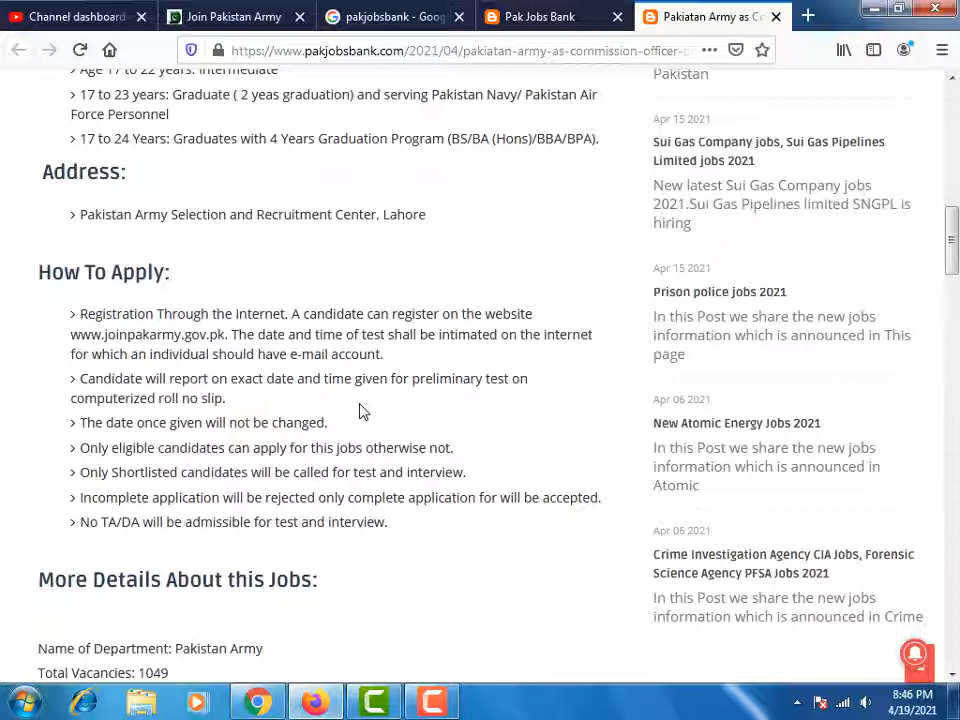 Channel dashboard
Join Pakistan Army
pakjobsbank - Goog
Pak Jobs Bank
Pakiatan Army as Co
https://www.pakjobsbank.com/2021/04/pakiatan-army-as-commission-officer-p
Age 17 to 22 years: Intermediate
> 17 to 23 years: Graduate ( 2 yeas graduation) and serving Pakistan Navy/ Pakistan Air
Force Personnel
> 17 to 24 Years: Graduates with 4 Years Graduation Program (BS/BA (Hons)/BBA/BPA).
Address:
> Pakistan Army Selection and Recruitment Center, Lahore
How To Apply:
> Registration Through the Internet. A candidate can register on the website
www.joinpakarmy.gov.pk. The date and time of test shall be intimated on the internet
for which an individual should have e-mail account.
> Candidate will report on exact date and time given for preliminary test on
computerized roll no slip.
> The date once given will not be changed.
> Only eligible candidates can apply for this jobs otherwise not.
> Only Shortlisted candidates will be called for test and interview.
> Incomplete application will be rejected only complete application for will be accepted.
> No TA/DA will be admissible for test and interview.
More Details About this Jobs:
Name of Department: Pakistan Army
Total Vacancies: 1049
Pakistan
Apr 15 2021
Sui Gas Company jobs, Sui Gas Pipelines
Limited jobs 2021
New latest Sui Gas Company jobs
2021.Sui Gas Pipelines limited SNGPL is
hiring
Apr 15 2021
Prison police jobs 2021
In this Post we share the new jobs
information which is announced in This
page
Apr 06 2021
New Atomic Energy Jobs 2021
In this Post we share the new jobs
information which is announced in
Atomic
Apr 06 2021
Crime Investigation Agency CIA Jobs, Forensic
Science Agency PFSA Jobs 2021
In this Post we share the new jobs
information which is announced in Crime
8:46 PM
4/19/2021